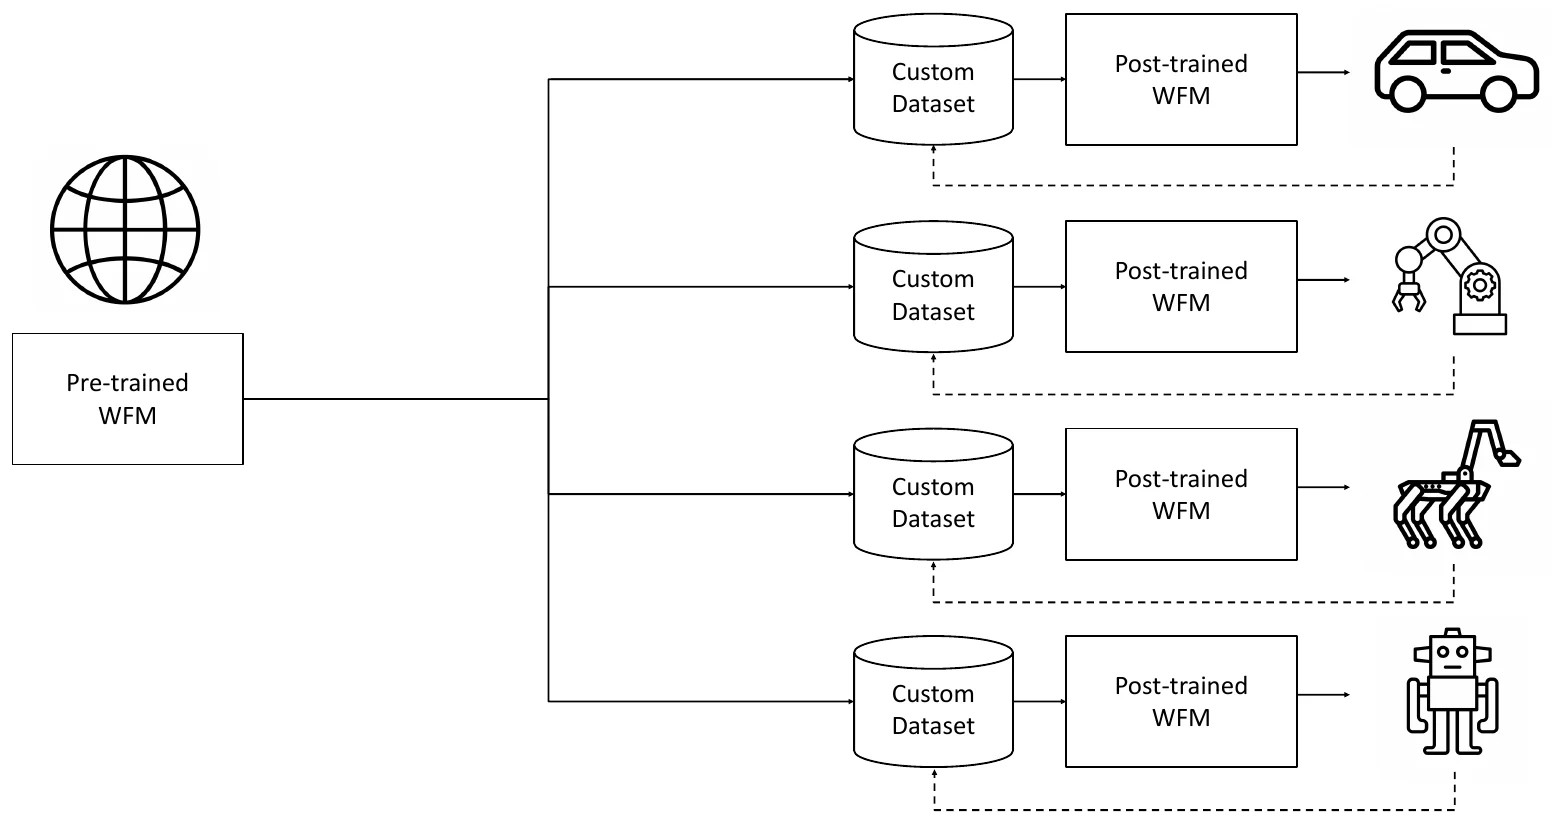 Custom
Dataset
Post-trained
WFM
Custom
Dataset
Post-trained
WFM
Pre-trained
WFM
Custom
Dataset
Post-trained
WFM
Custom
Dataset
Post-trained
WFM